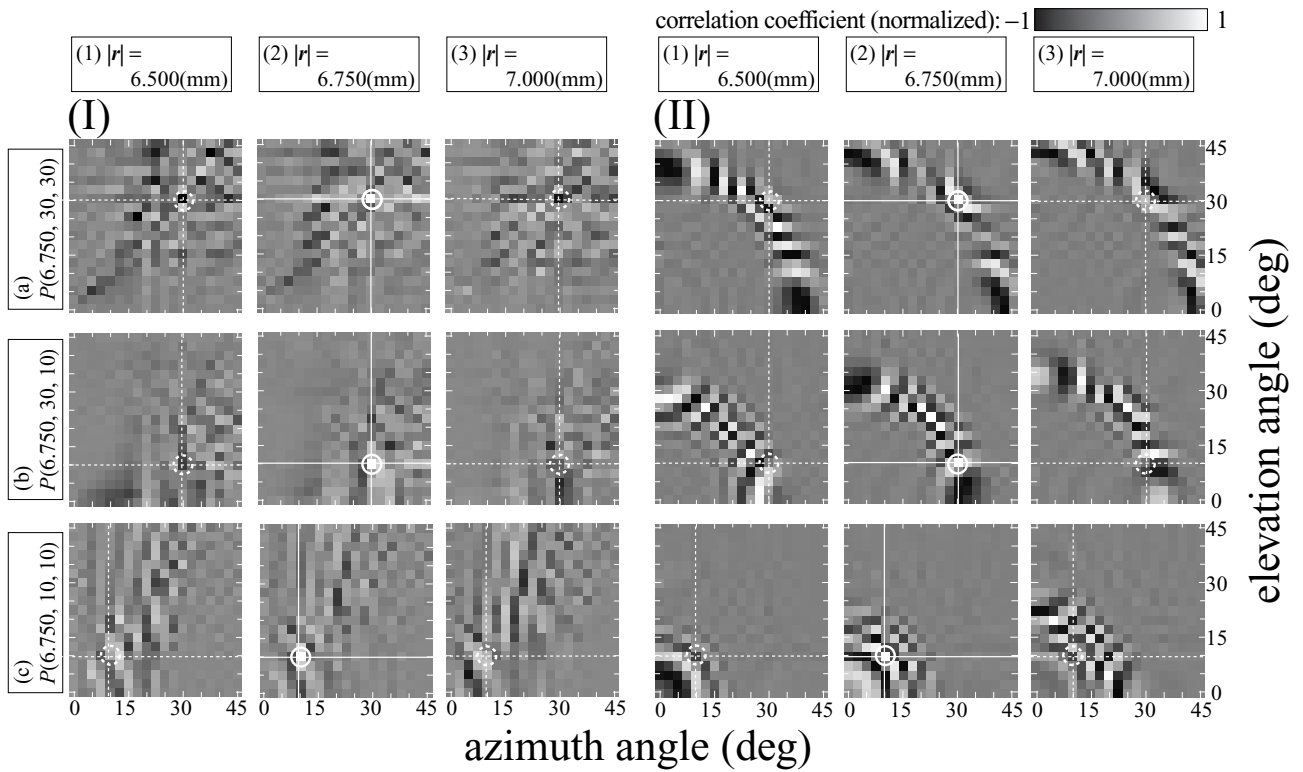 correlation coefficient (normalized): −1 1
(1) |r| =
6.500(mm)
(2) |r| =
6.750(mm)
(3) |r| =
7.000(mm)
(1) |r| =
6.500(mm)
(2) |r| =
6.750(mm)
(3) |r| =
7.000(mm)
(I)
(II)
(a)
P(6.750, 30, 30)
45
30
15
0
(b)
P(6.750, 30, 10)
45
30
15
0
(c)
P(6.750, 10, 10)
45
30
15
0
0 15 30 45 0 15 30 45 0 15 30 45 0 15 30 45 0 15 30 45 0 15 30 45
azimuth angle (deg)
elevation angle (deg)